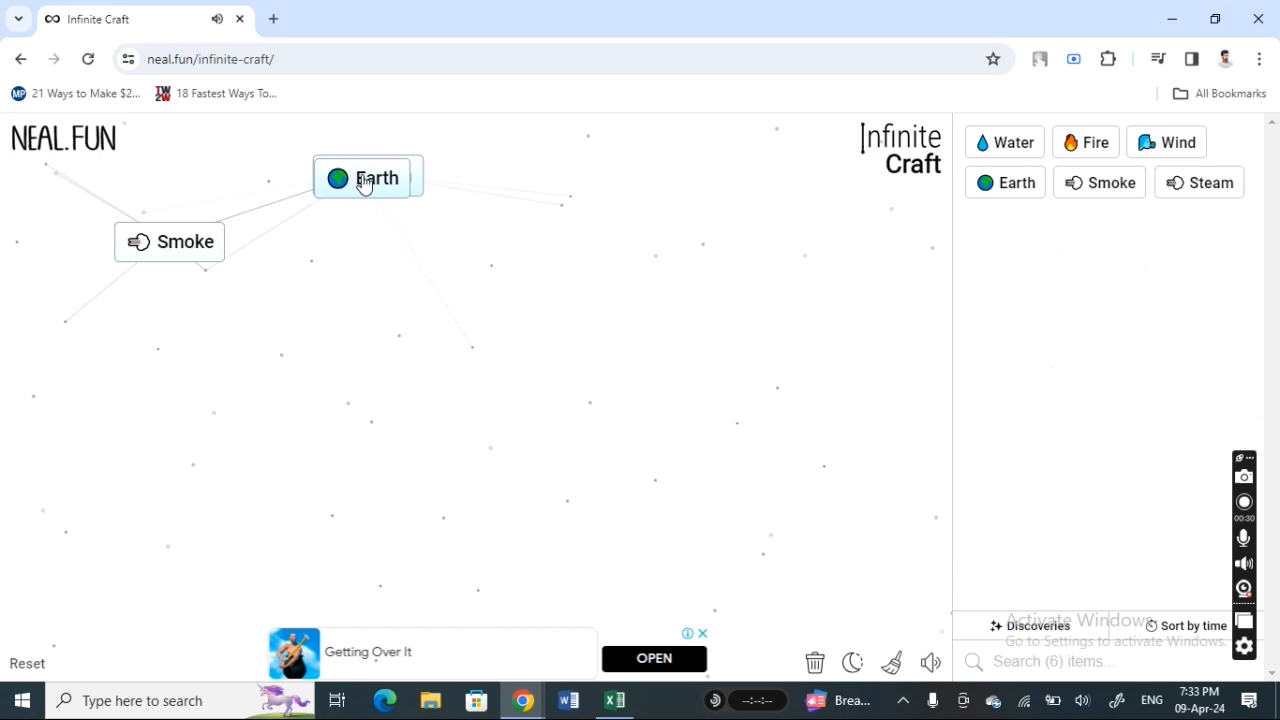 Infinite Craft
neal.fun/infinite-craft/
21 Ways to Make $2...
18 Fastest Ways To...
All Bookmarks
NEAL.FUN
Infinite
Craft
Water
Fire
Wind
Earth
Smoke
Steam
Earth
Smoke
00:30
Discoveries
Sort by time
Activate Windows
Go to Settings to activate Windows.
Search (6) items...
Getting Over It
OPEN
Reset
Type here to search
--:--:--
Brea...
ENG
7:33 PM
09-Apr-24